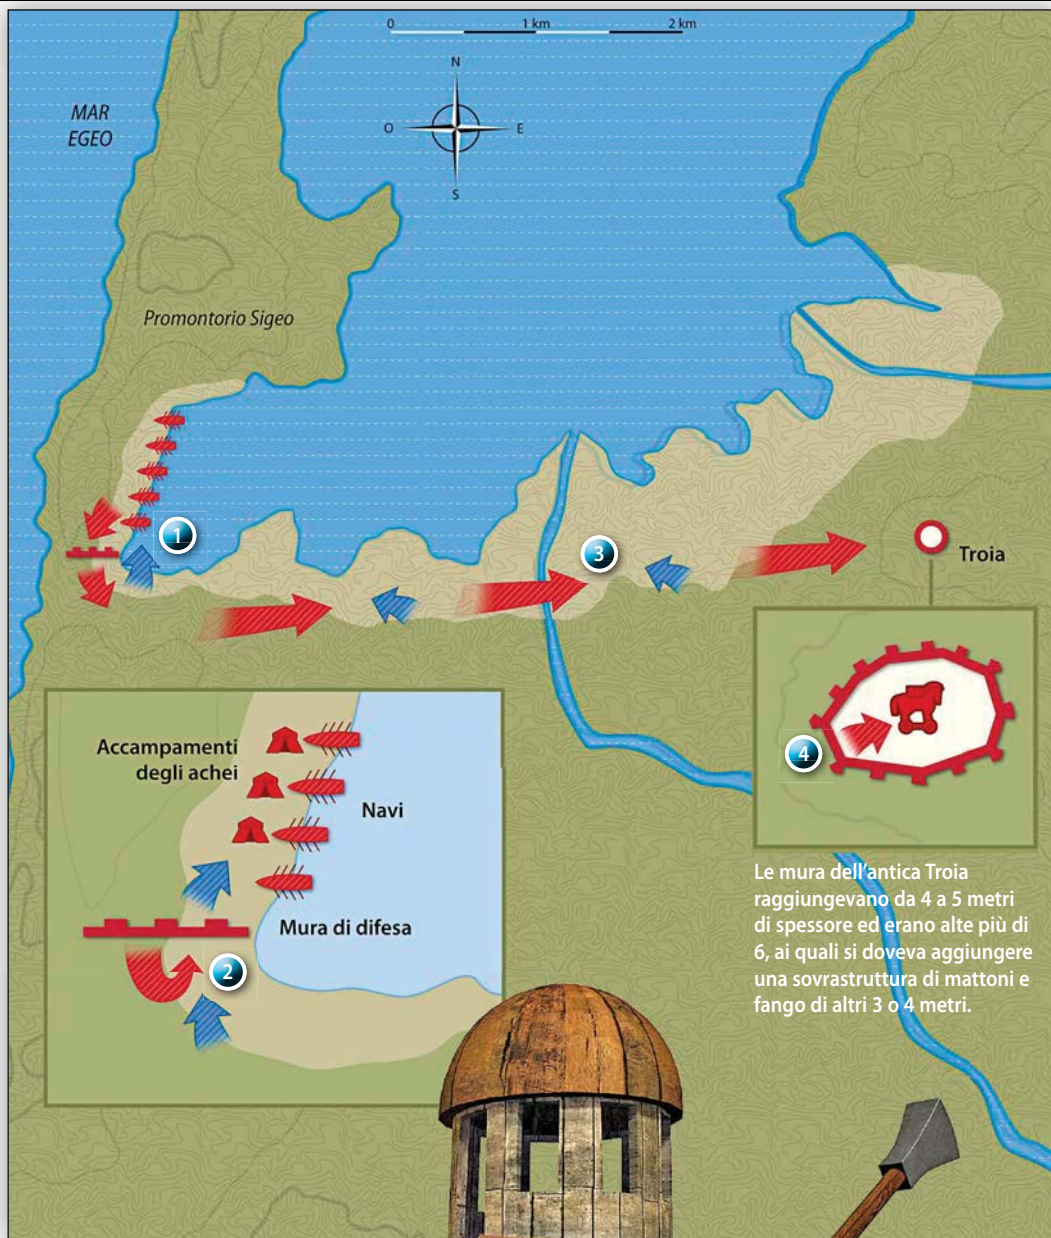 0 1 km 2 km
N
O E
S
MAR
EGEO
Promontorio Sigeo
1
3
Troia
Accampamenti
degli achei
Navi
Mura di difesa
2
4
Le mura dell'antica Troia
raggiungevano da 4 a 5 metri
di spessore ed erano alte più di
6, ai quali si doveva aggiungere
una sovrastruttura di mattoni e
fango di altri 3 o 4 metri.